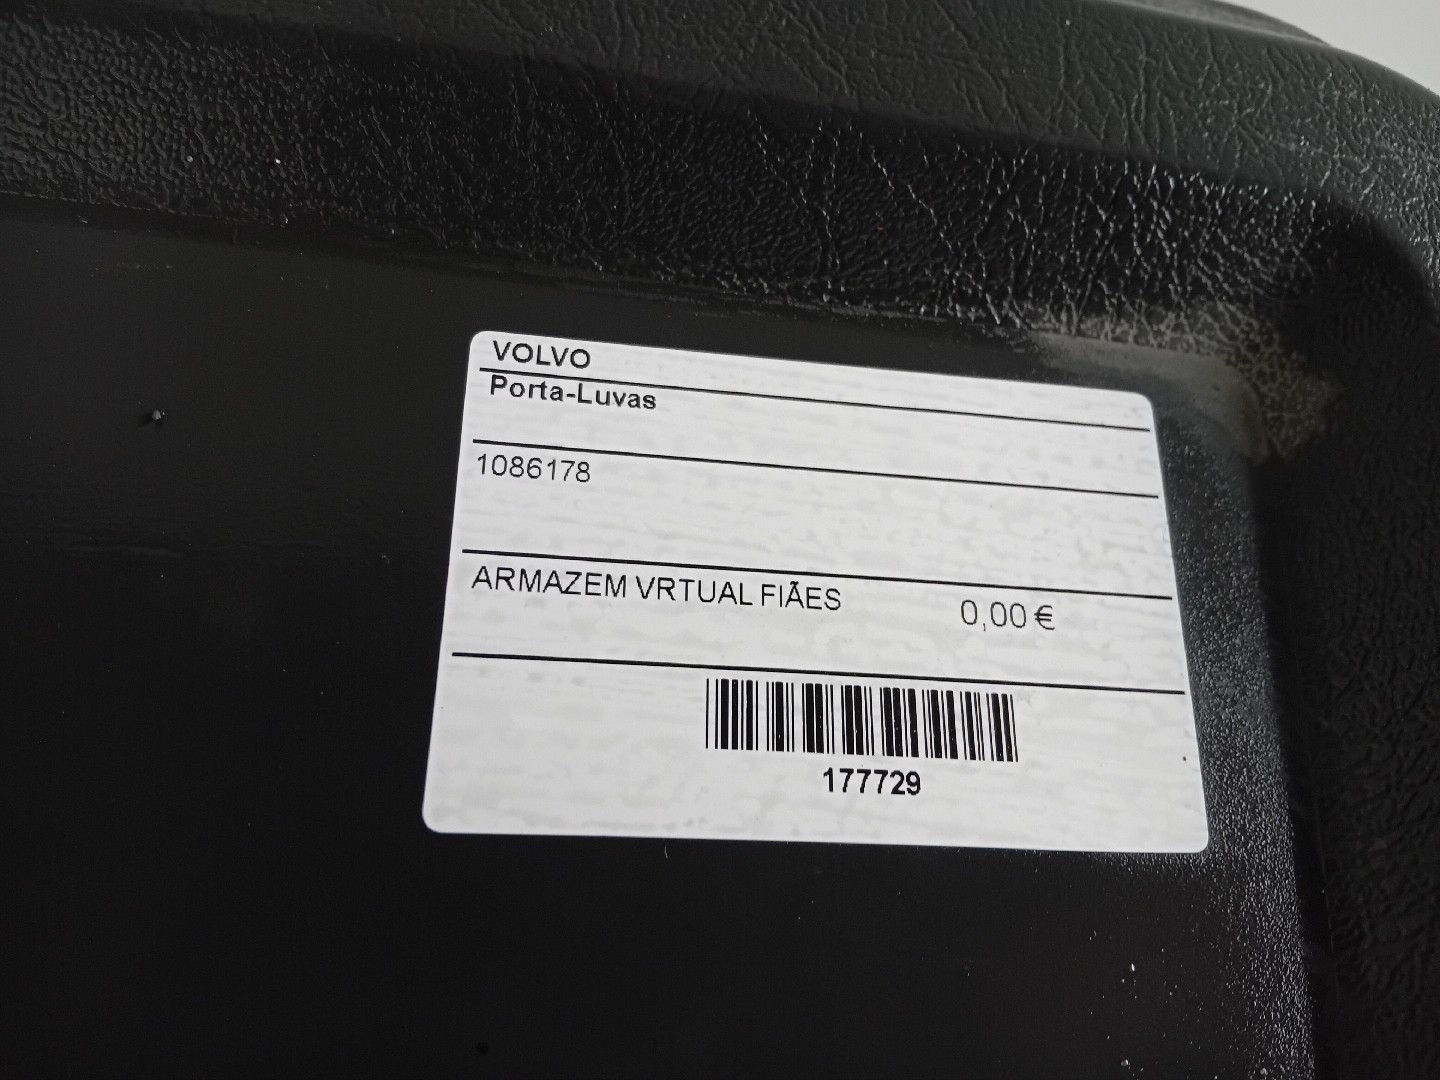 VOLVO
Porta-Luvas
1086178
ARMAZEM VRTUAL FIÃES 0,00 €
177729